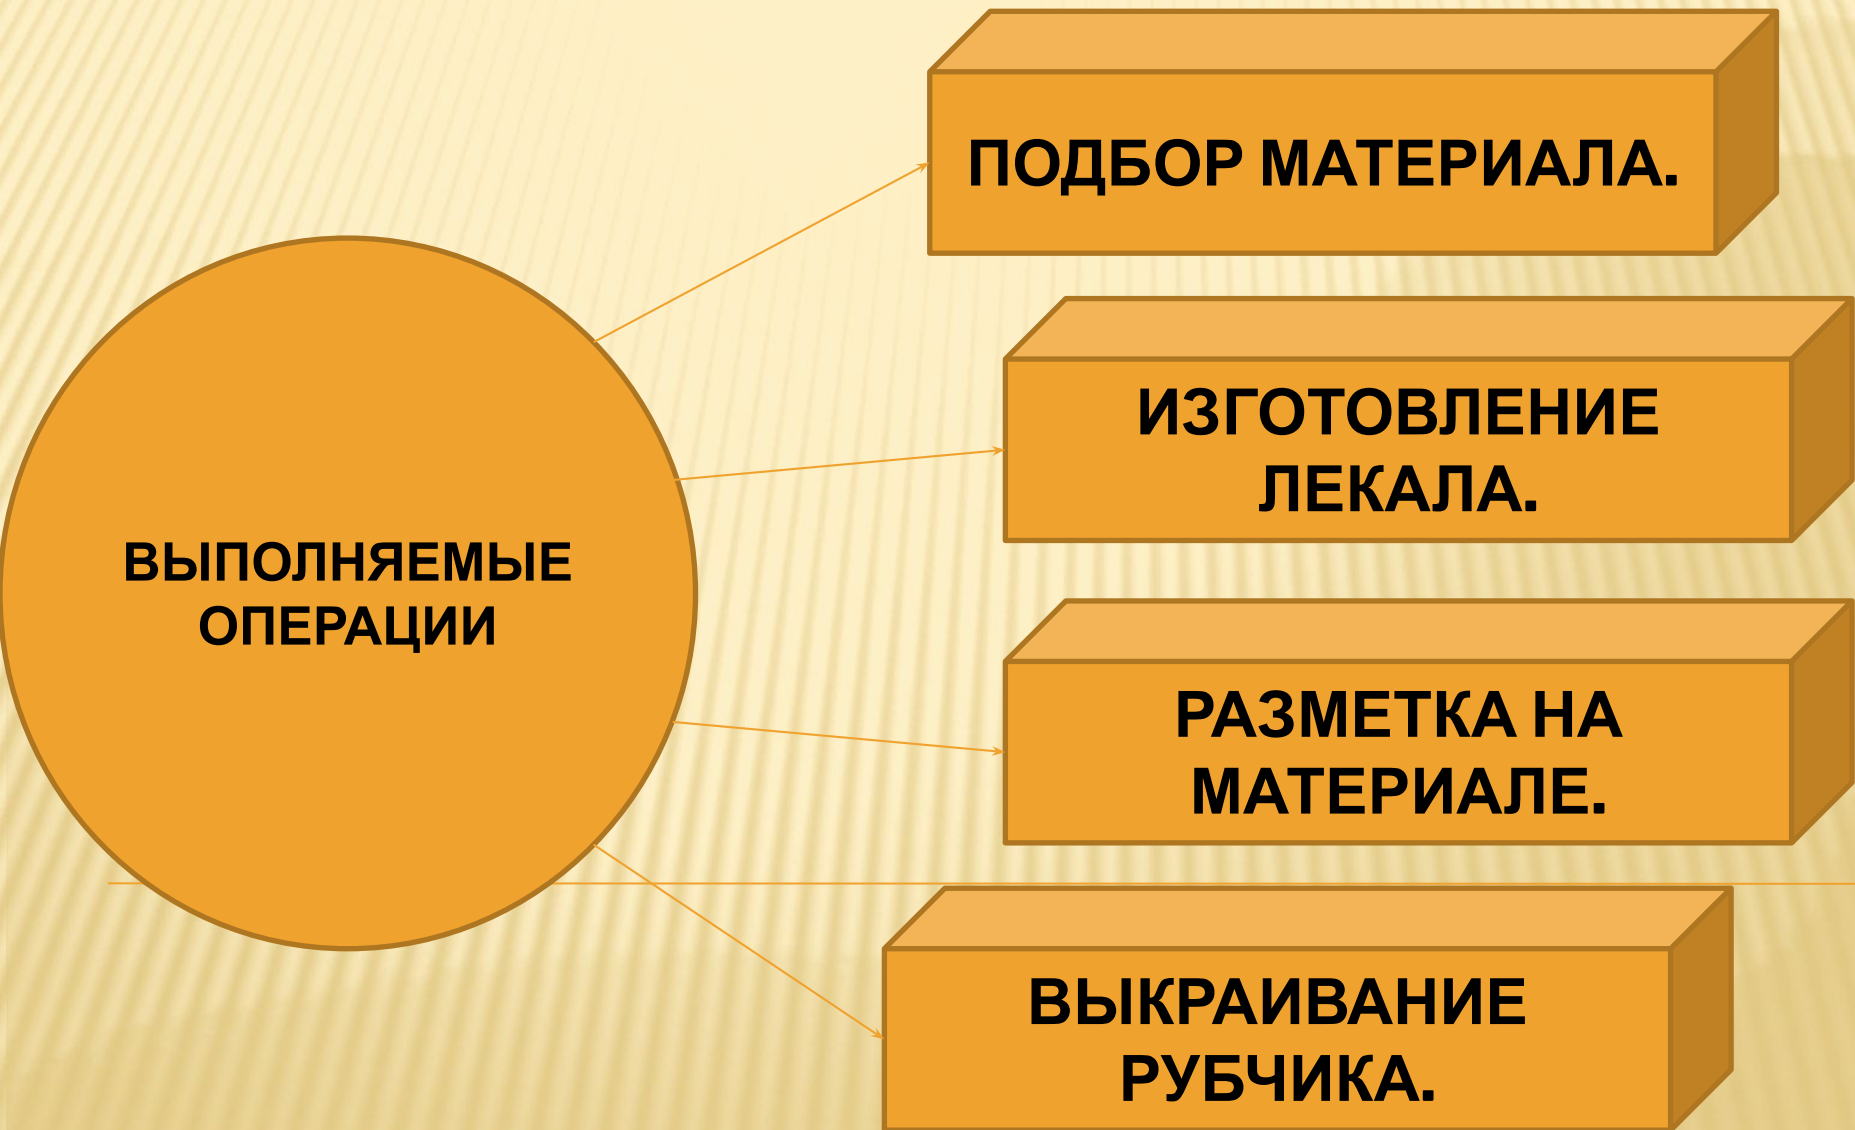 ВЫПОЛНЯЕМЫЕ
ОПЕРАЦИИ
ПОДБОР МАТЕРИАЛА.
ИЗГОТОВЛЕНИЕ
ЛЕКАЛА.
РАЗМЕТКА НА
МАТЕРИАЛЕ.
ВЫКРАИВАНИЕ
РУБЧИКА.